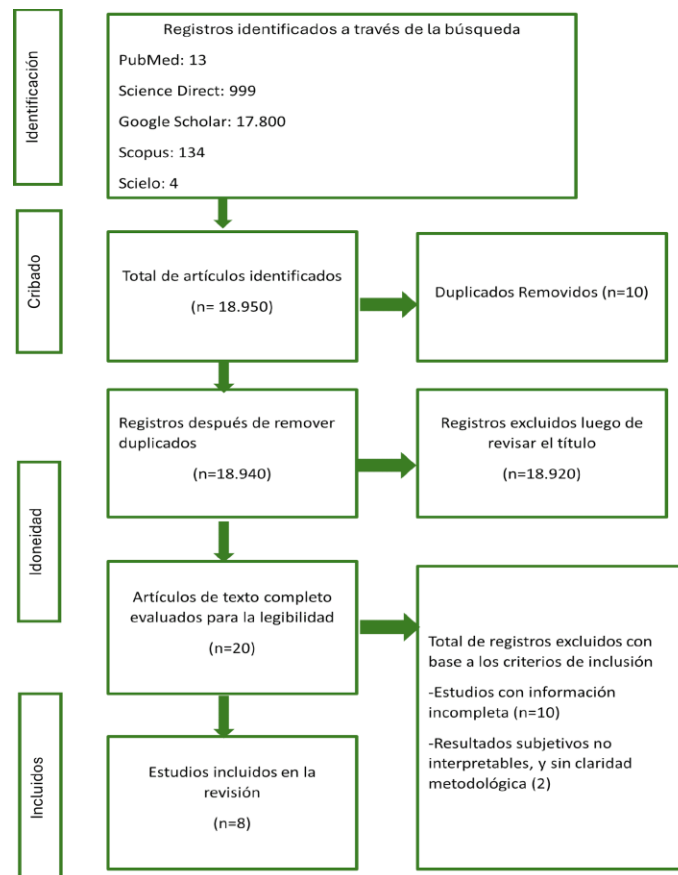 Identificación
Registros identificados a través de la búsqueda
PubMed: 13
Science Direct: 999
Google Scholar: 17.800
Scopus: 134
Scielo: 4
Cribado
Total de artículos identificados
(n= 18.950)
Duplicados Removidos (n=10)
Idoneidad
Registros después de remover
duplicados
(n=18.940)
Registros excluidos luego de
revisar el título
(n=18.920)
Artículos de texto completo
evaluados para la legibilidad
(n=20)
Total de registros excluidos con
base a los criterios de inclusión
-Estudios con información
incompleta (n=10)
-Resultados subjetivos no
interpretables, y sin claridad
metodológica (2)
Incluidos
Estudios incluidos en la
revisión
(n=8)